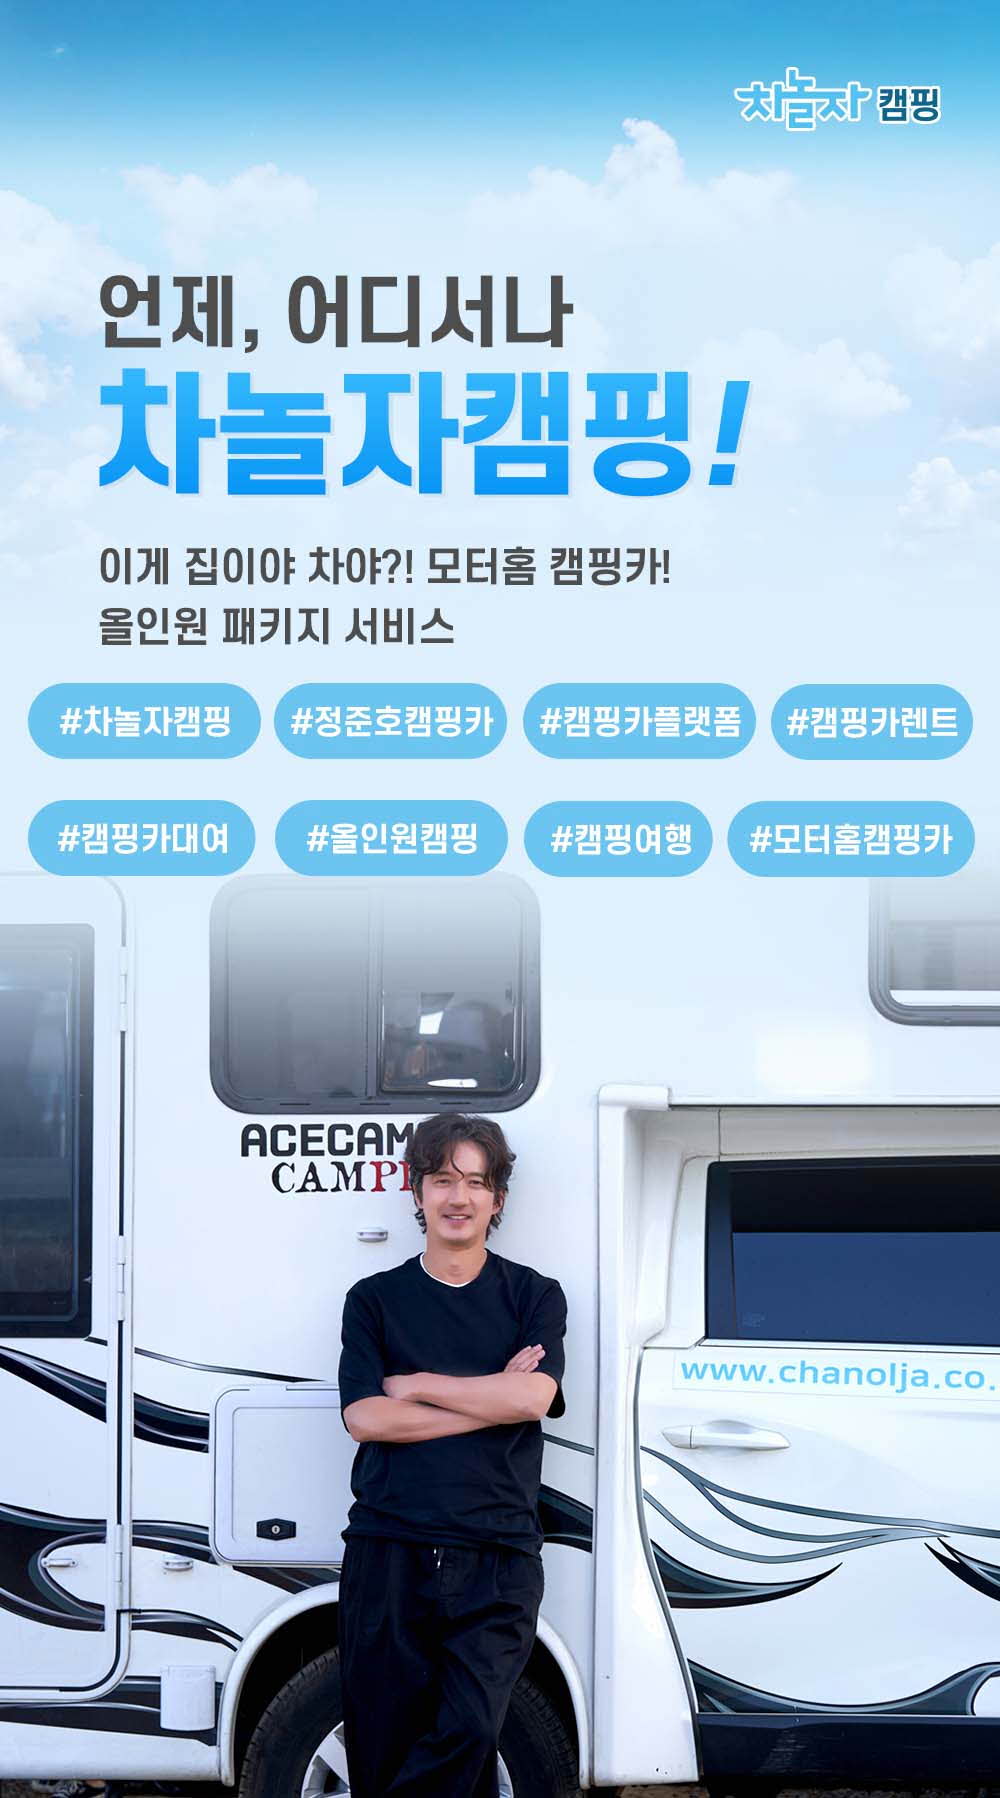 차놀자 캠핑
언제, 어디서나
차놀자캠핑!
이게 집이야 차야?! 모터홈 캠핑카!
올인원 패키지 서비스
#차놀자캠핑 #정준호캠핑카 #캠핑카플랫폼 #캠핑카렌트
#캠핑카대여 #올인원캠핑 #캠핑여행 #모터홈캠핑카
ACECAM
CAMP
www.chanolja.co.